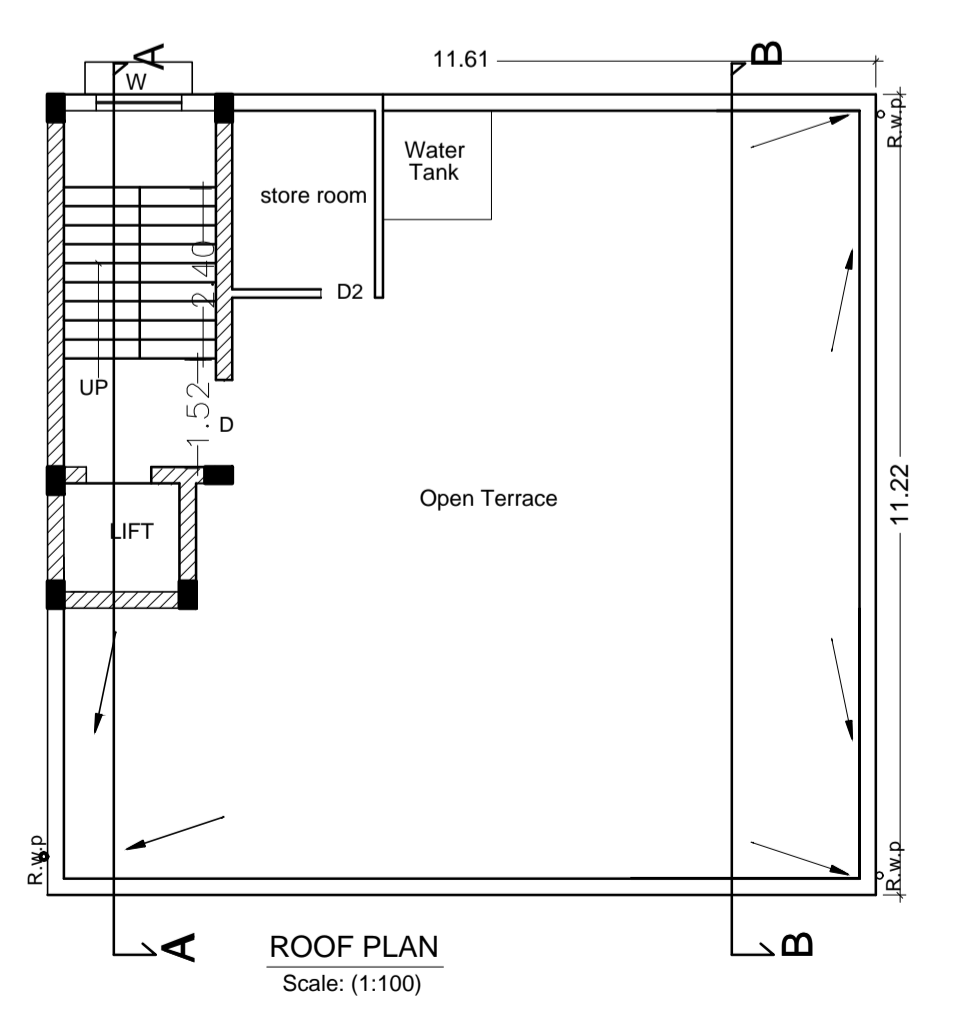 A
B
11.61
W
R.w.p
Water
Tank
store room
2.40
D2
UP
1.52
D
11.22
Open Terrace
LIFT
R.w.p
R.w.p
A
B
ROOF PLAN
Scale: (1:100)